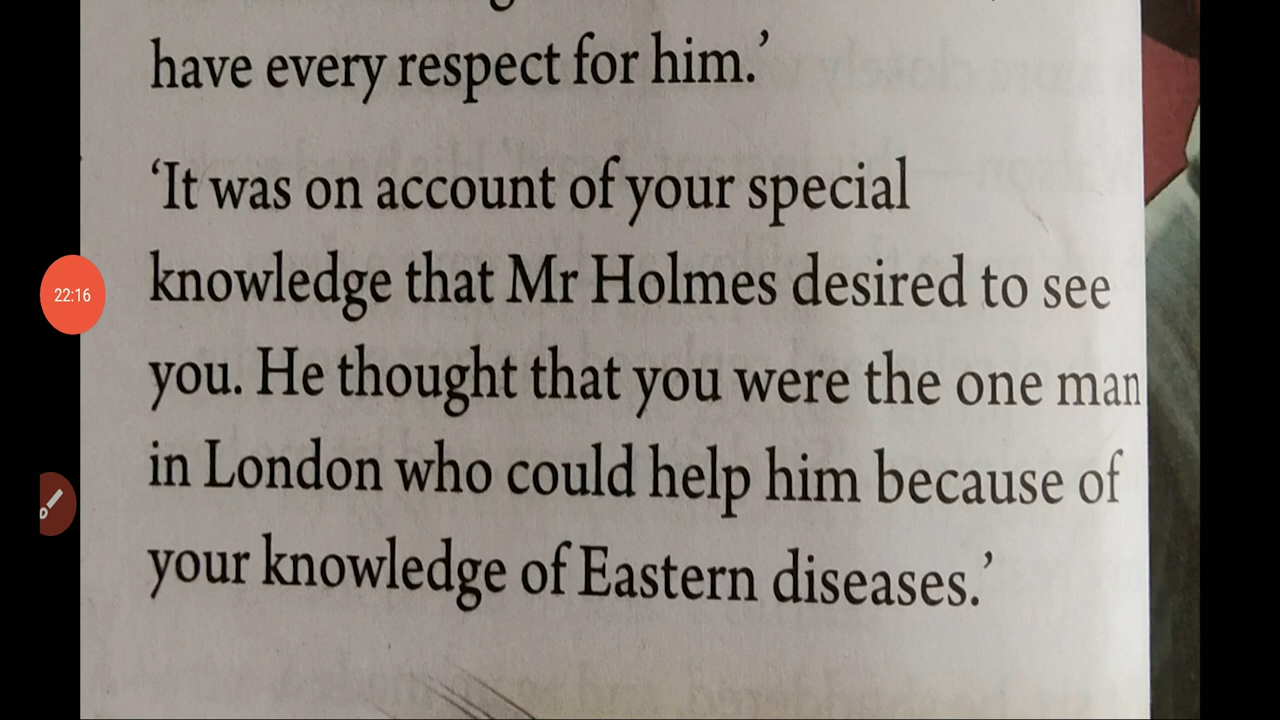 have every respect for him.’
‘It was on account of your special
knowledge that Mr Holmes desired to see
you. He thought that you were the one man
in London who could help him because of
your knowledge of Eastern diseases.’
22:16